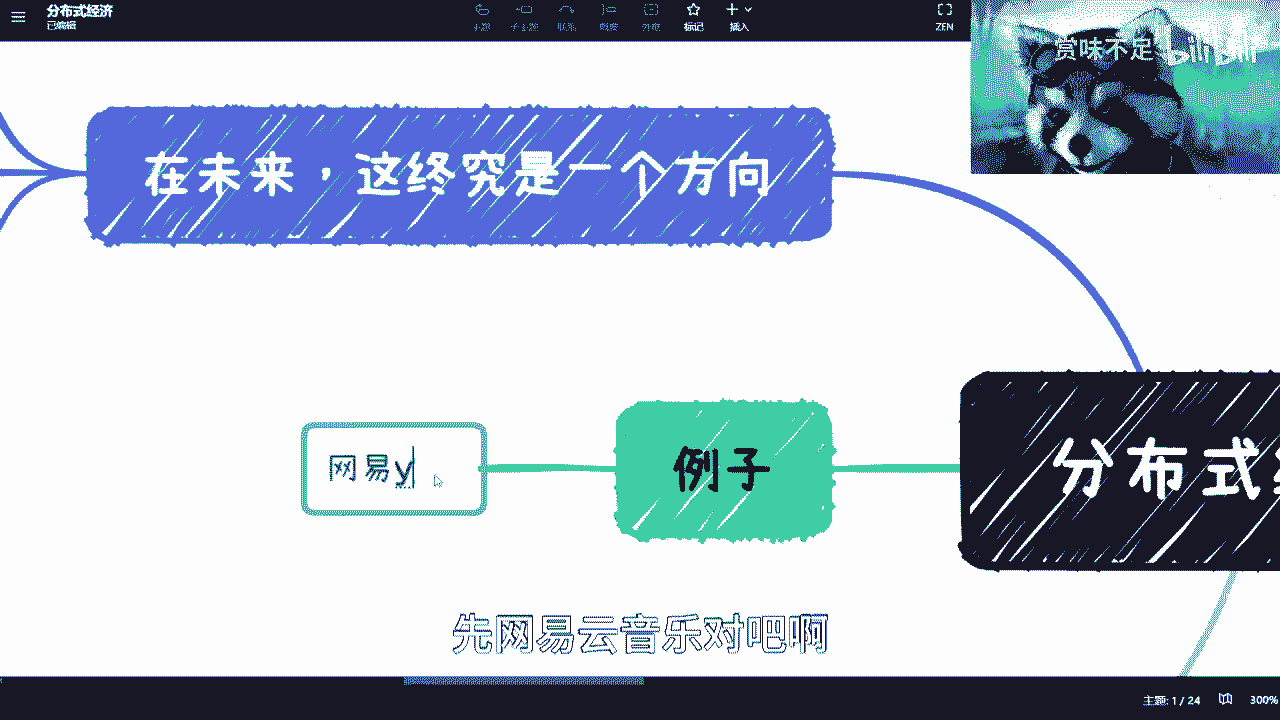 分布式经济
已编辑
主题
子主题
联系
概要
外框
标记
插入
ZEN
赏味不足 bilibili
在未来，这终究是一个方向
网易y
例子
分布式
先网易云音乐对吧啊
主题: 1 / 24
300%